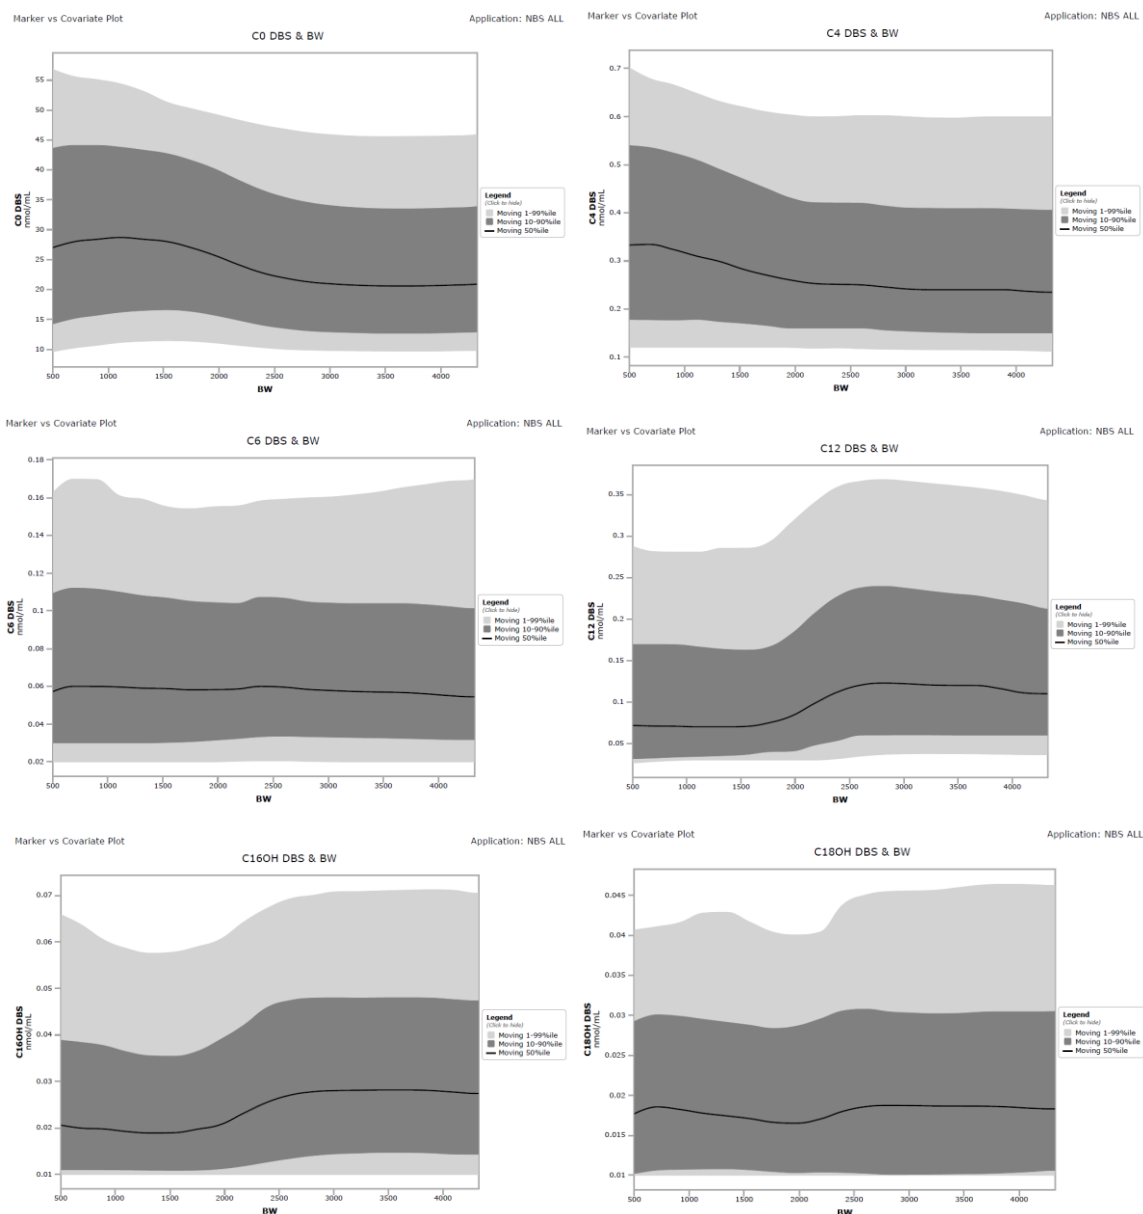 Marker vs Covariate Plot
Application: NBS ALL
C0 DBS & BW
55
50
45
40
35
30
25
20
15
10
C0 DBS
nmol/mL
500
1000
1500
2000
2500
3000
3500
4000
BW
Legend
(Click to hide)
Moving 1-99%ile
Moving 10-90%ile
Moving 50%ile
Marker vs Covariate Plot
Application: NBS ALL
C4 DBS & BW
0.7
0.6
0.5
0.4
0.3
0.2
0.1
C4 DBS
nmol/mL
500
1000
1500
2000
2500
3000
3500
4000
BW
Legend
(Click to hide)
Moving 1-99%ile
Moving 10-90%ile
Moving 50%ile
Marker vs Covariate Plot
Application: NBS ALL
C6 DBS & BW
0.18
0.16
0.14
0.12
0.1
0.08
0.06
0.04
0.02
C6 DBS
nmol/mL
500
1000
1500
2000
2500
3000
3500
4000
BW
Legend
(Click to hide)
Moving 1-99%ile
Moving 10-90%ile
Moving 50%ile
Marker vs Covariate Plot
Application: NBS ALL
C12 DBS & BW
0.35
0.3
0.25
0.2
0.15
0.1
0.05
C12 DBS
nmol/mL
500
1000
1500
2000
2500
3000
3500
4000
BW
Legend
(Click to hide)
Moving 1-99%ile
Moving 10-90%ile
Moving 50%ile
Marker vs Covariate Plot
Application: NBS ALL
C16OH DBS & BW
0.07
0.06
0.05
0.04
0.03
0.02
0.01
C16OH DBS
nmol/mL
500
1000
1500
2000
2500
3000
3500
4000
BW
Legend
(Click to hide)
Moving 1-99%ile
Moving 10-90%ile
Moving 50%ile
Marker vs Covariate Plot
Application: NBS ALL
C18OH DBS & BW
0.045
0.04
0.035
0.03
0.025
0.02
0.015
0.01
C18OH DBS
nmol/mL
500
1000
1500
2000
2500
3000
3500
4000
BW
Legend
(Click to hide)
Moving 1-99%ile
Moving 10-90%ile
Moving 50%ile